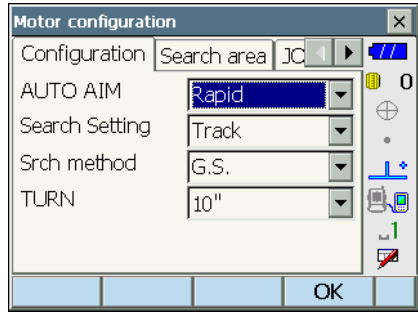 Motor configuration
Configuration Search area JC
AUTO AIM Rapid
0
Search Setting Track
Srch method G.S.
TURN 10"
1
OK